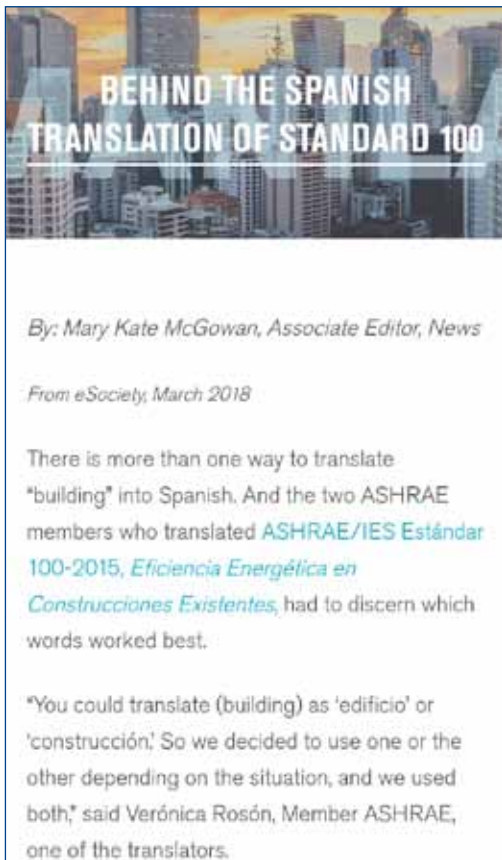 BEHIND THE SPANISH
TRANSLATION OF STANDARD 100
By: Mary Kate McGowan, Associate Editor, News
From eSociety, March 2018
There is more than one way to translate
"building" into Spanish. And the two ASHRAE
members who translated ASHRAE/IES Estándar
100-2015, Eficiencia Energética en
Construcciones Existentes, had to discern which
words worked best.
"You could translate (building) as 'edificio' or
'construcción.' So we decided to use one or the
other depending on the situation, and we used
both," said Verónica Rosón, Member ASHRAE,
one of the translators.